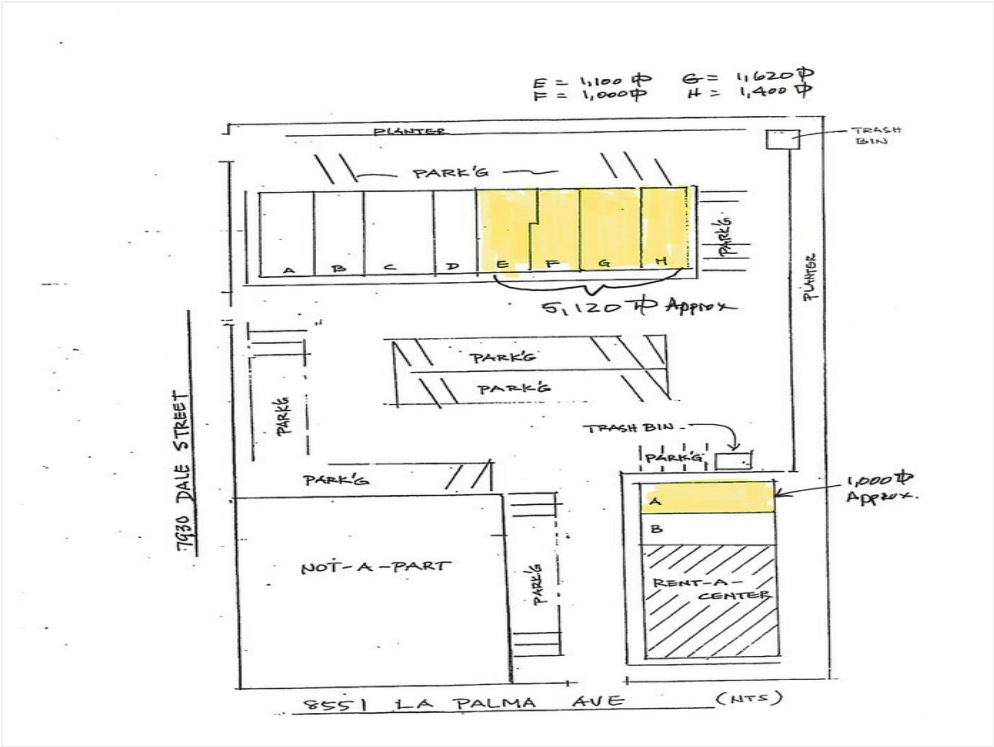 E = 1,100 ⏍ G = 1,620 ⏍
F = 1,000 ⏍ H = 1,400 ⏍
PLANTER
TRASH
BIN
PARK'G
PARK'G
PLANTER
A B C D E F G H
5,120 ⏍ Approx
PARK'G
PARK'G
PARK'G
7930 DALE STREET
TRASH BIN
PARK'G
PARK'G
1,000 ⏍
Approx.
A
B
NOT-A-PART
PARK'G
RENT-A-
CENTER
8551 LA PALMA AVE (NTS)